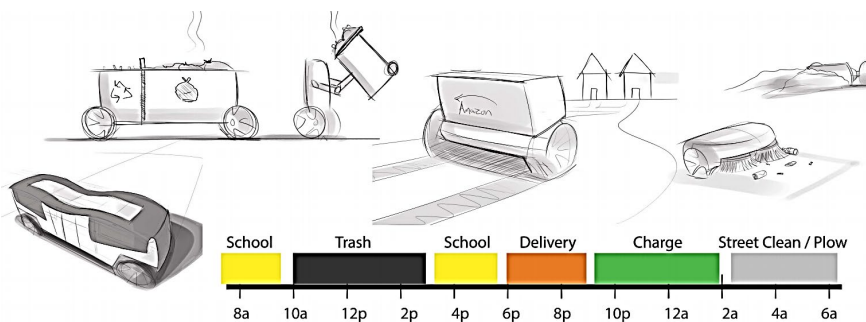 Amazon
School Trash School Delivery Charge Street Clean / Plow
8a 10a 12p 2p 4p 6p 8p 10p 12a 2a 4a 6a